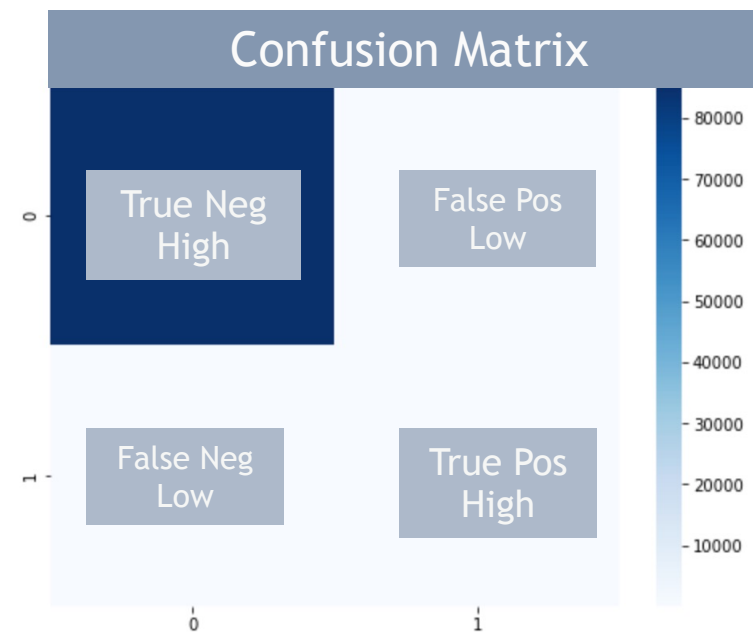 Confusion Matrix
True Neg
High
False Pos
Low
0
False Neg
Low
True Pos
High
1
0
1
80000
70000
60000
50000
40000
30000
20000
10000